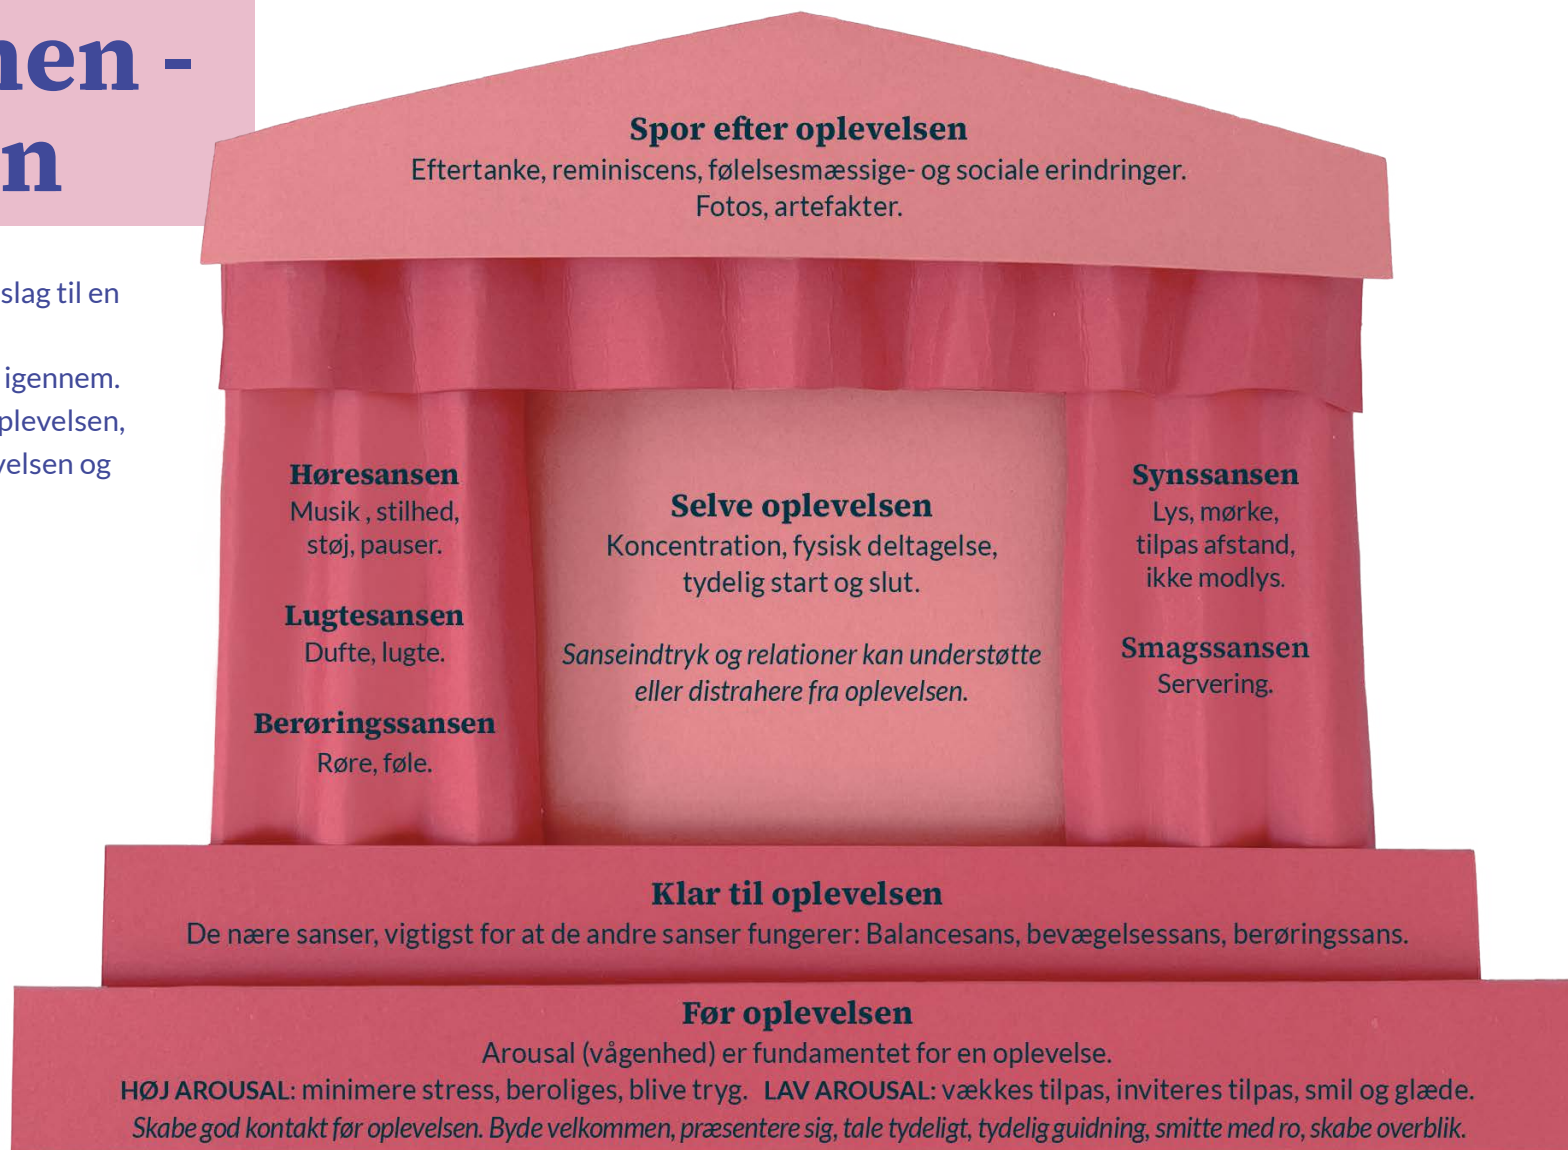 nen -
n
slag til en
igennem.
plevelsen,
velsen og
Spor efter oplevelsen
Eftertanke, reminiscens, følelsesmæssige- og sociale erindringer.
Fotos, artefakter.
Høresansen
Musik , stilhed,
støj, pauser.
Lugtesansen
Dufte, lugte.
Berøringssansen
Røre, føle.
Selve oplevelsen
Koncentration, fysisk deltagelse,
tydelig start og slut.
Sanseindtryk og relationer kan understøtte
eller distrahere fra oplevelsen.
Synssansen
Lys, mørke,
tilpas afstand,
ikke modlys.
Smagssansen
Servering.
Klar til oplevelsen
De nære sanser, vigtigst for at de andre sanser fungerer: Balancesans, bevægelsessans, berøringssans.
Før oplevelsen
Arousal (vågenhed) er fundamentet for en oplevelse.
HØJ AROUSAL: minimere stress, beroliges, blive tryg. LAV AROUSAL: vækkes tilpas, inviteres tilpas, smil og glæde.
Skabe god kontakt før oplevelsen. Byde velkommen, præsentere sig, tale tydeligt, tydelig guidning, smitte med ro, skabe overblik.